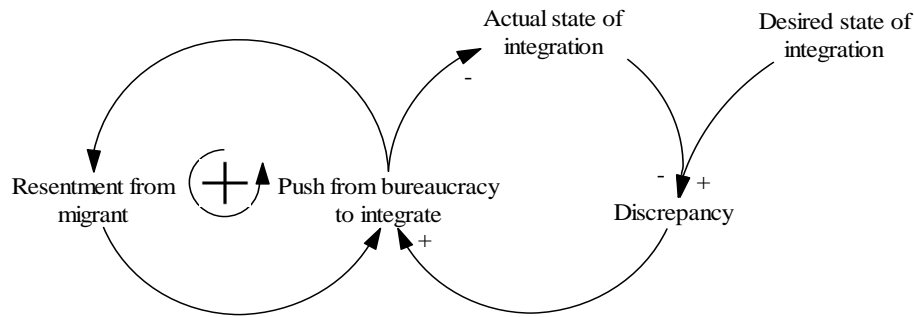 Actual state of
integration
Desired state of
integration
-
Resentment from
migrant
+
Push from bureaucracy
to integrate
-
+
Discrepancy
+